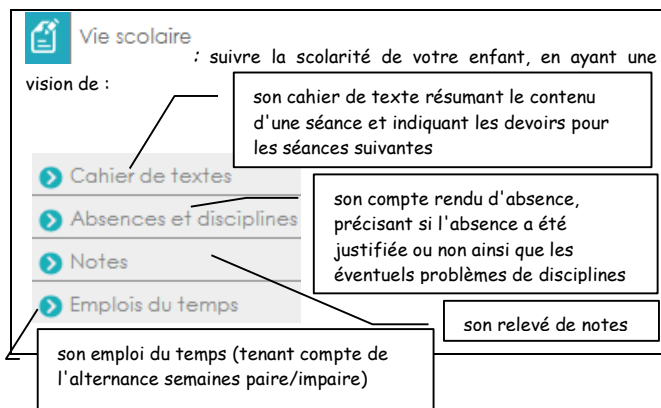 Vie scolaire
: suivre la scolarité de votre enfant, en ayant une
vision de :
son cahier de texte résumant le contenu
d'une séance et indiquant les devoirs pour
les séances suivantes
Cahier de textes
Absences et disciplines
Notes
Emplois du temps
son compte rendu d'absence,
précisant si l'absence a été
justifiée ou non ainsi que les
éventuels problèmes de disciplines
son relevé de notes
son emploi du temps (tenant compte de
l'alternance semaines paire/impaire)